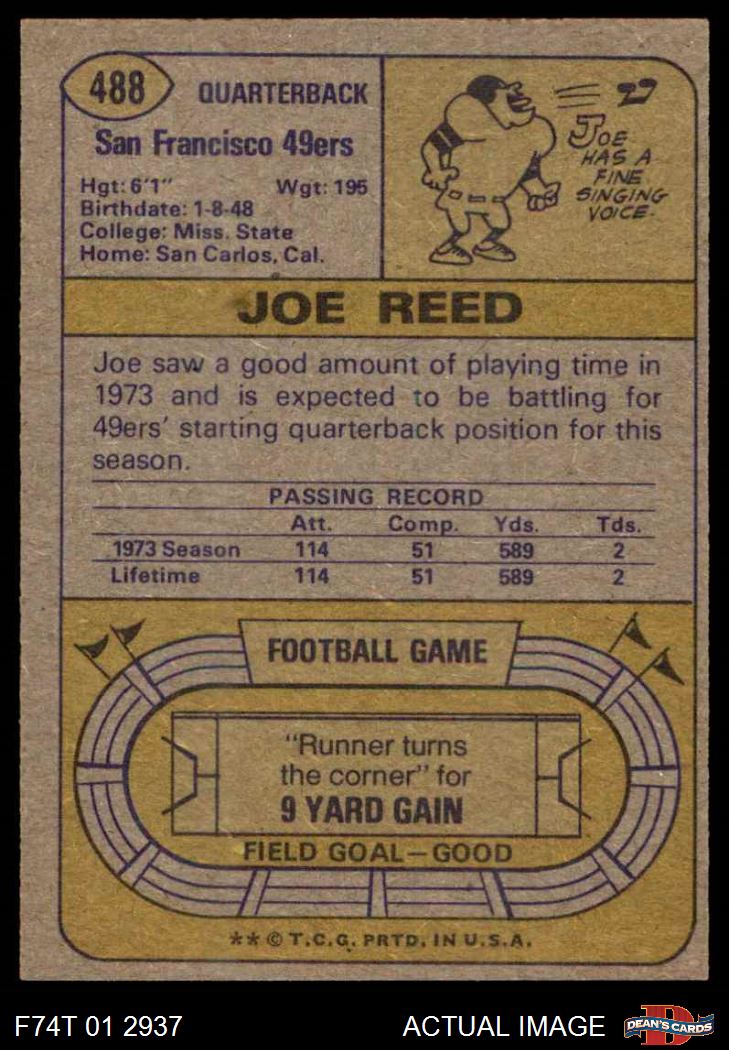 488
QUARTERBACK
San Francisco 49ers
Hgt: 6'1" Wgt: 195
Birthdate: 1-8-48
College: Miss. State
Home: San Carlos, Cal.
JOE
HAS A
FINE
SINGING
VOICE.
JOE REED
Joe saw a good amount of playing time in
1973 and is expected to be battling for
49ers' starting quarterback position for this
season.
PASSING RECORD
Att. Comp. Yds. Tds.
1973 Season 114 51 589 2
Lifetime 114 51 589 2
FOOTBALL GAME
"Runner turns
the corner" for
9 YARD GAIN
FIELD GOAL—GOOD
** © T.C.G. PRTD. IN U.S.A.
F74T 01 2937 ACTUAL IMAGE
D
DEAN'S CARDS